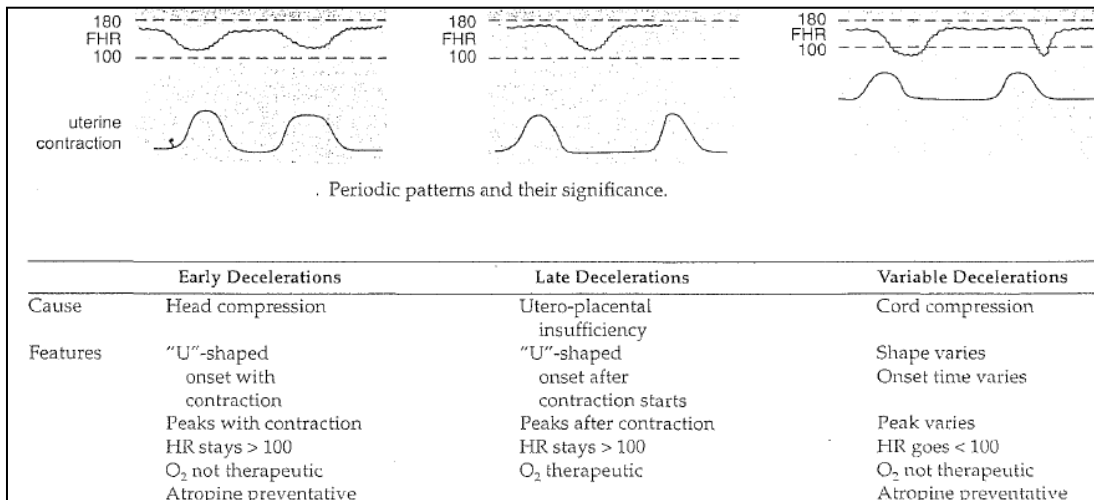 180 180 180
FHR FHR FHR
100 100 100
uterine
contraction
. Periodic patterns and their significance.
Early Decelerations Late Decelerations Variable Decelerations
Cause Head compression Utero-placental Cord compression
insufficiency
Features "U"-shaped "U"-shaped Shape varies
onset with onset after Onset time varies
contraction contraction starts
Peaks with contraction Peaks after contraction Peak varies
HR stays > 100 HR stays > 100 HR goes < 100
O₂ not therapeutic O₂ therapeutic O₂ not therapeutic
Atropine preventative Atropine preventative